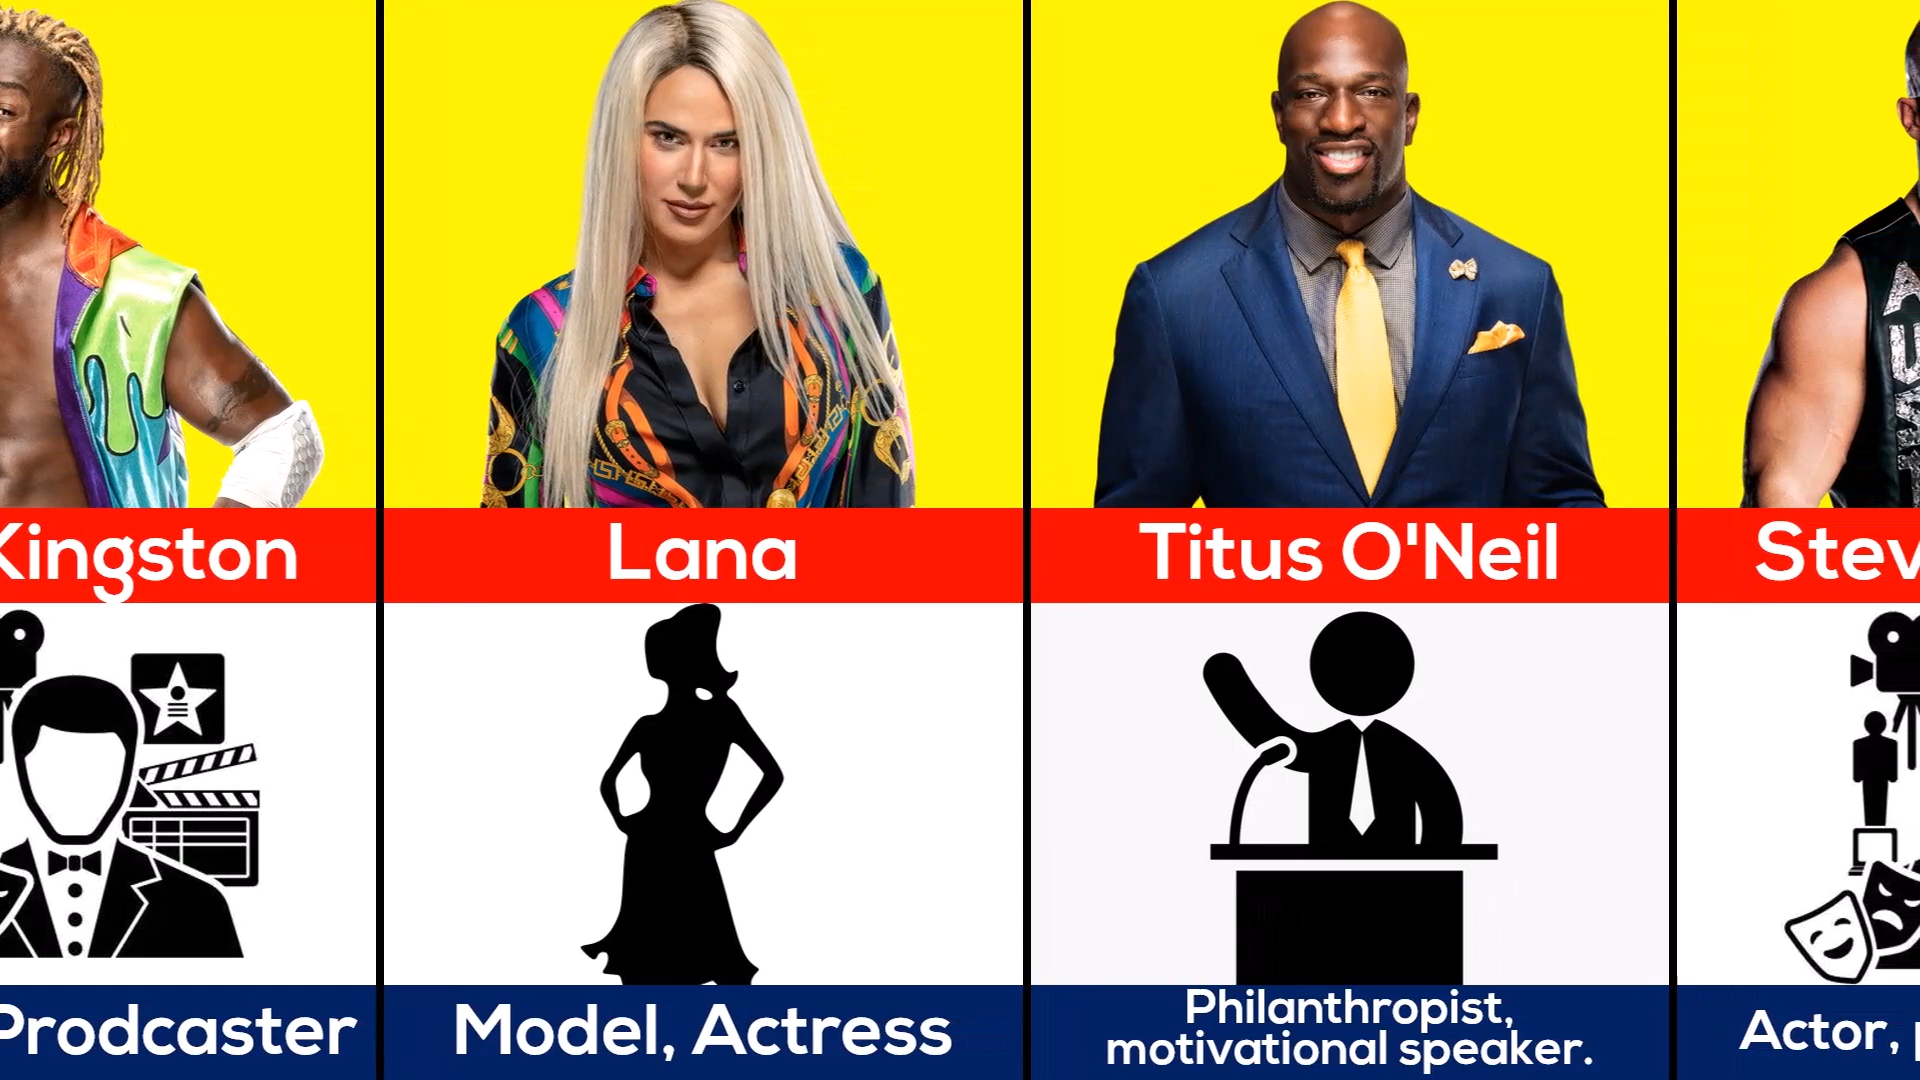 Kingston
Lana
Titus O'Neil
Stev
Prodcaster
Model, Actress
Philanthropist,
motivational speaker.
Actor,